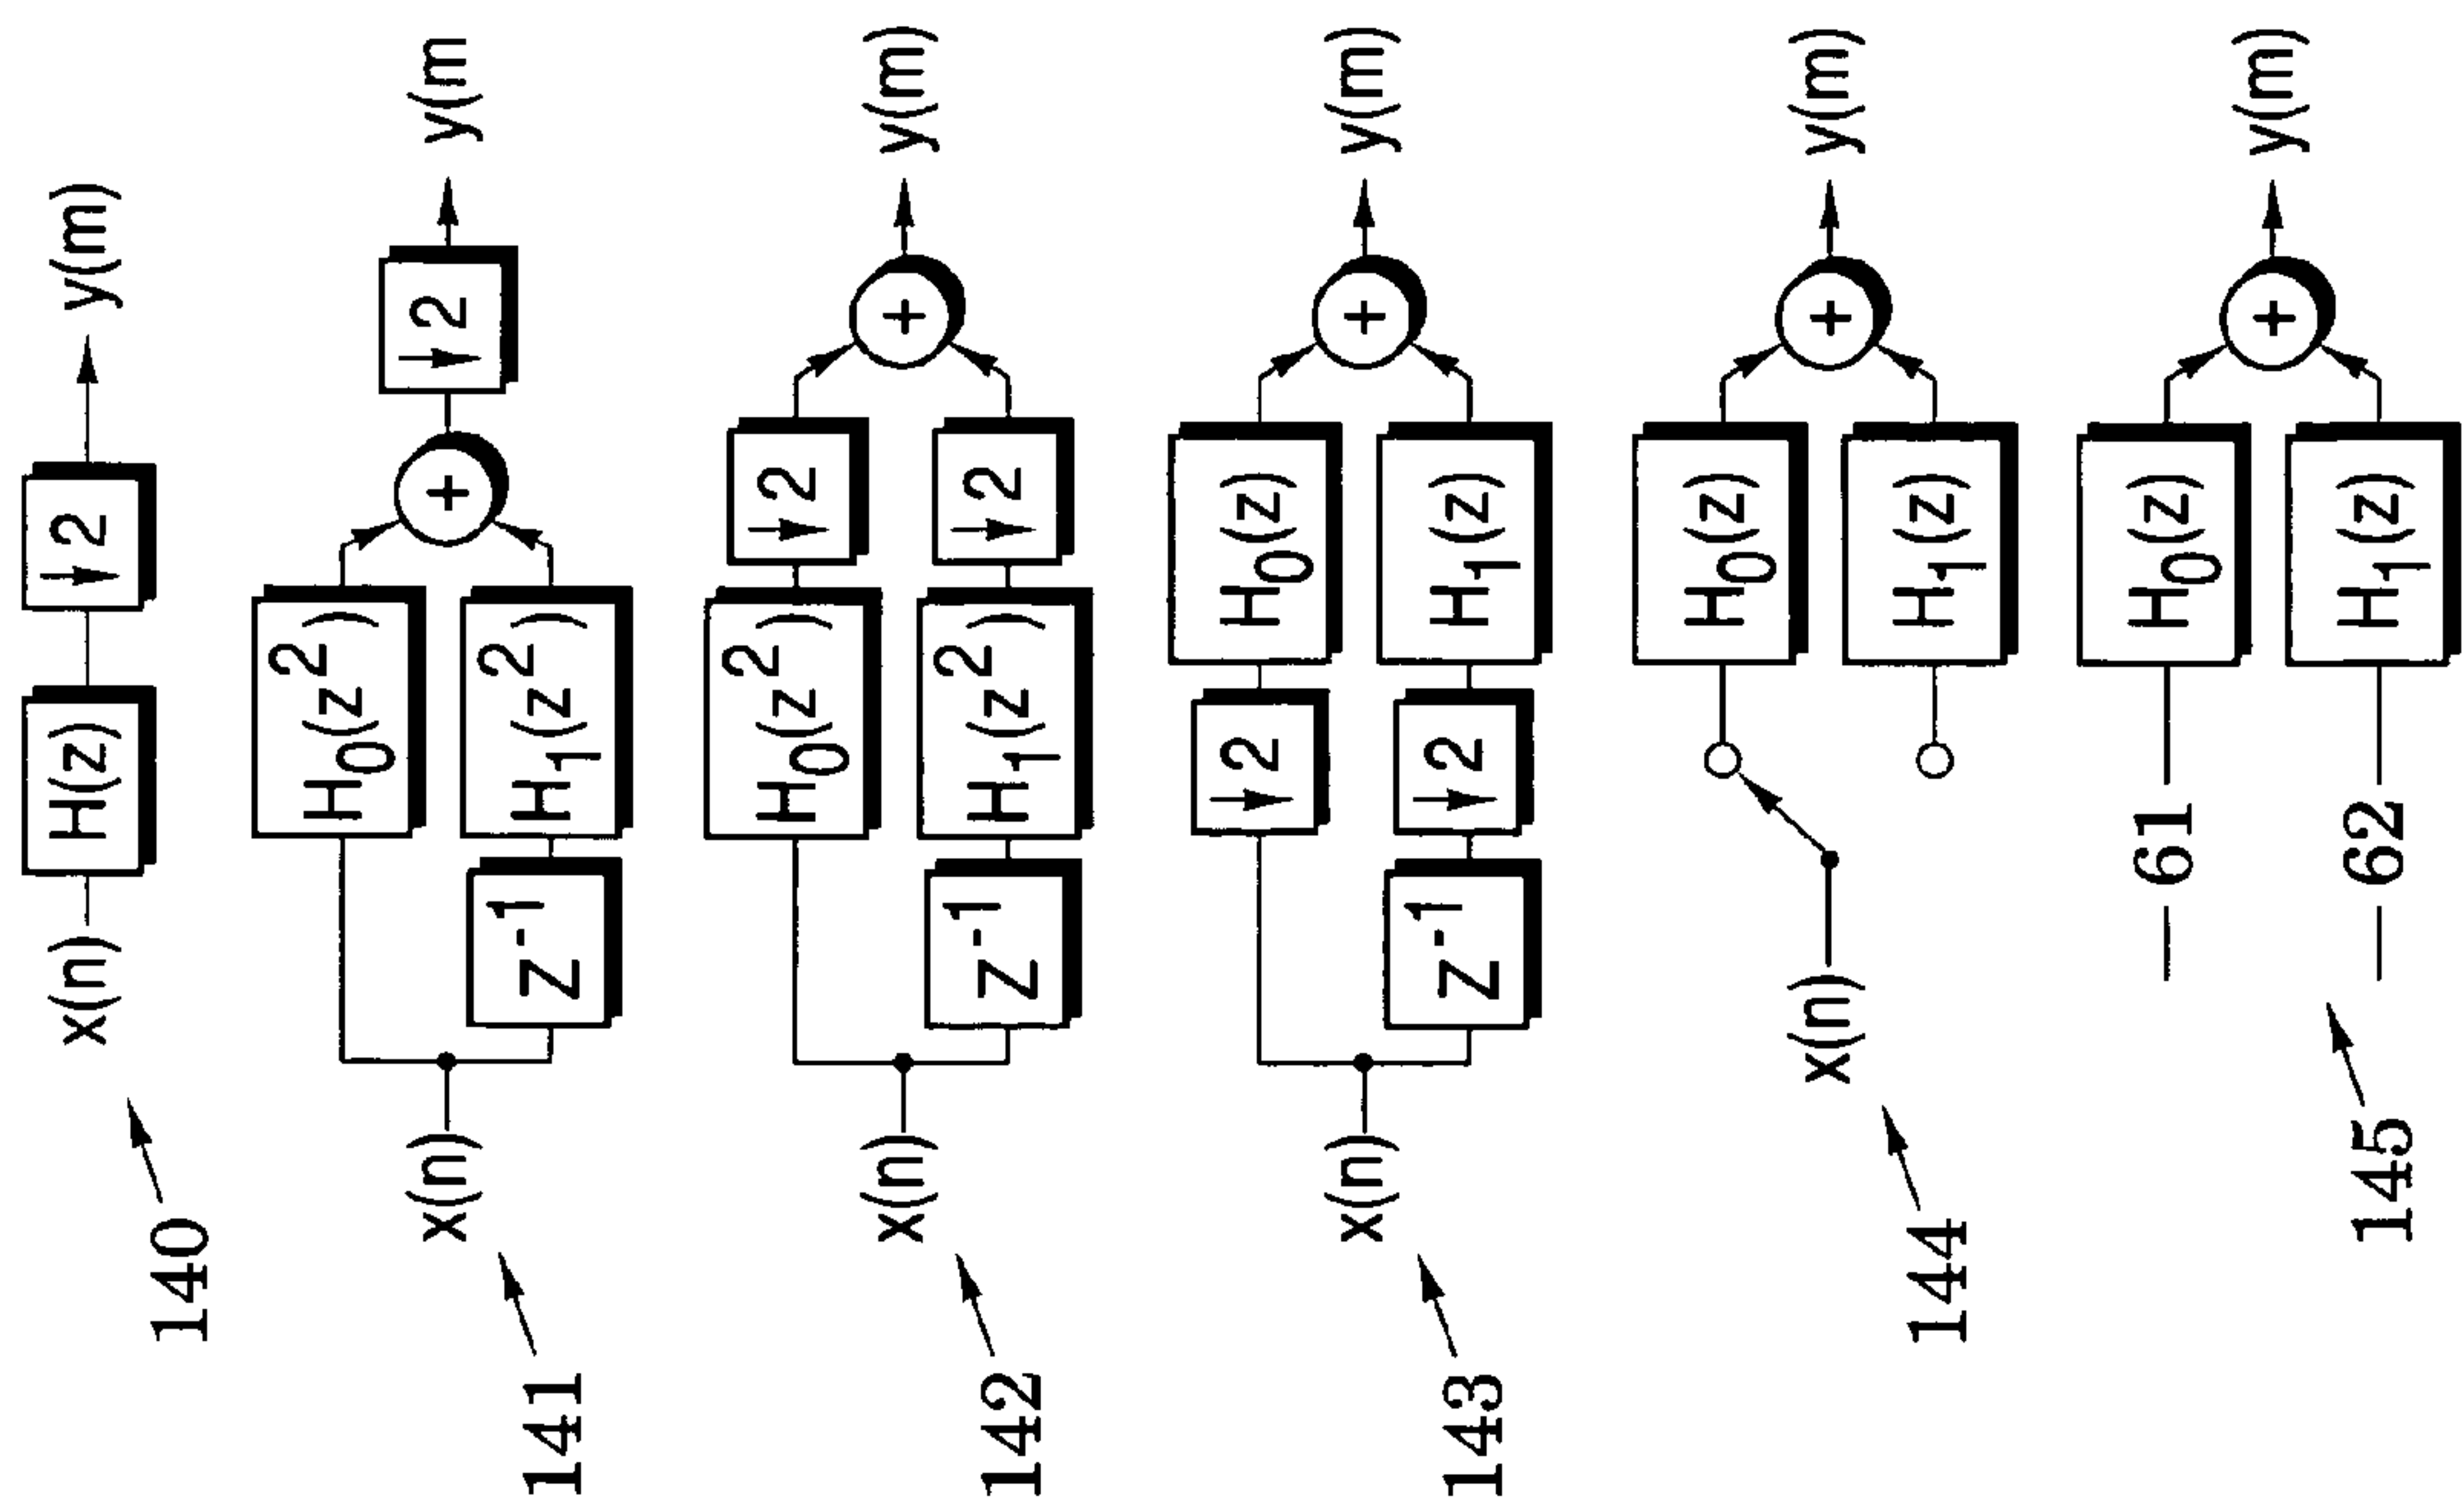 140 x(n) H(z) ↓2 y(m)
141 x(n) H₀(z²) ↓2 y(m
Z⁻¹ H₁(z²) +
142 x(n) H₀(z²) ↓2 y(m)
Z⁻¹ H₁(z²) ↓2 +
143 x(n) ↓2 H₀(z) y(m)
Z⁻¹ ↓2 H₁(z) +
144 x(n) H₀(z) y(m)
H₁(z) +
145 61 H₀(z) y(m)
62 H₁(z) +